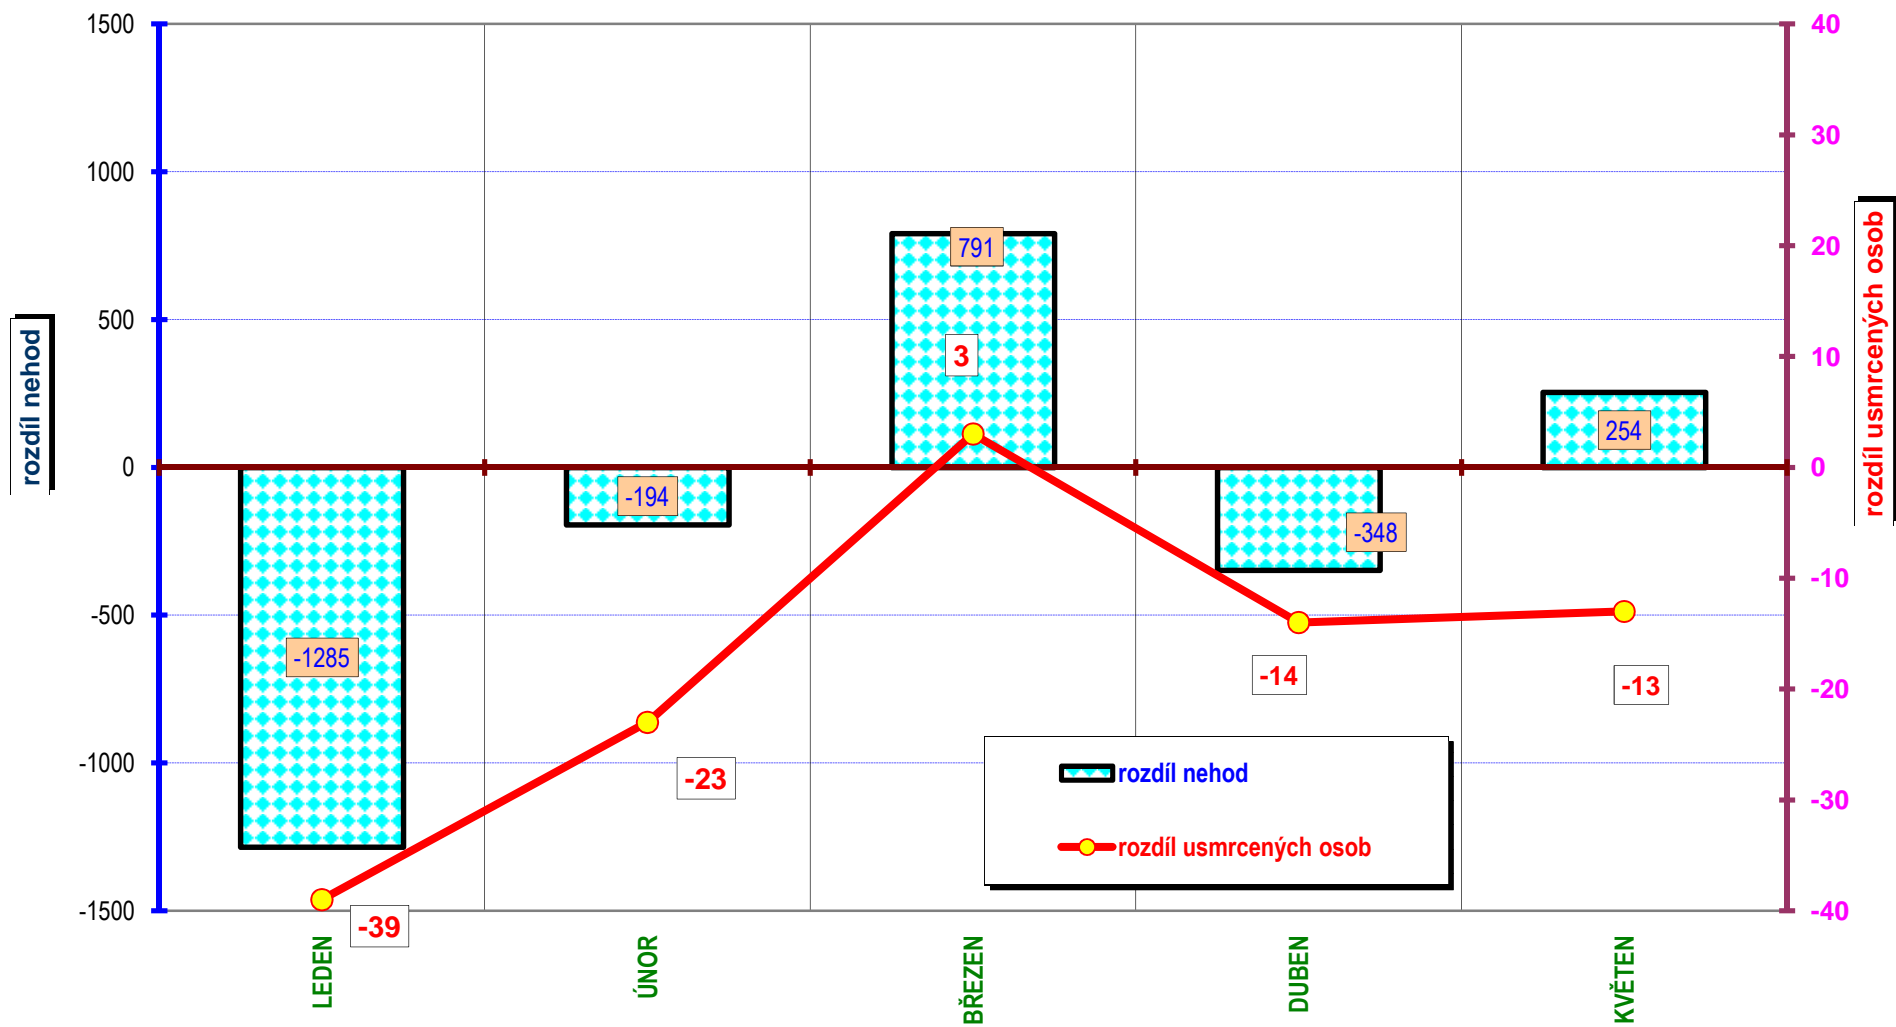 1500
1000
500
0
-500
-1000
-1500
rozdíl nehod
40
30
20
10
0
-10
-20
-30
-40
rozdíl usmrcených osob
-1285
-194
791
-348
254
-39
-23
3
-14
-13
rozdíl nehod
rozdíl usmrcených osob
LEDEN
ÚNOR
BŘEZEN
DUBEN
KVĚTEN